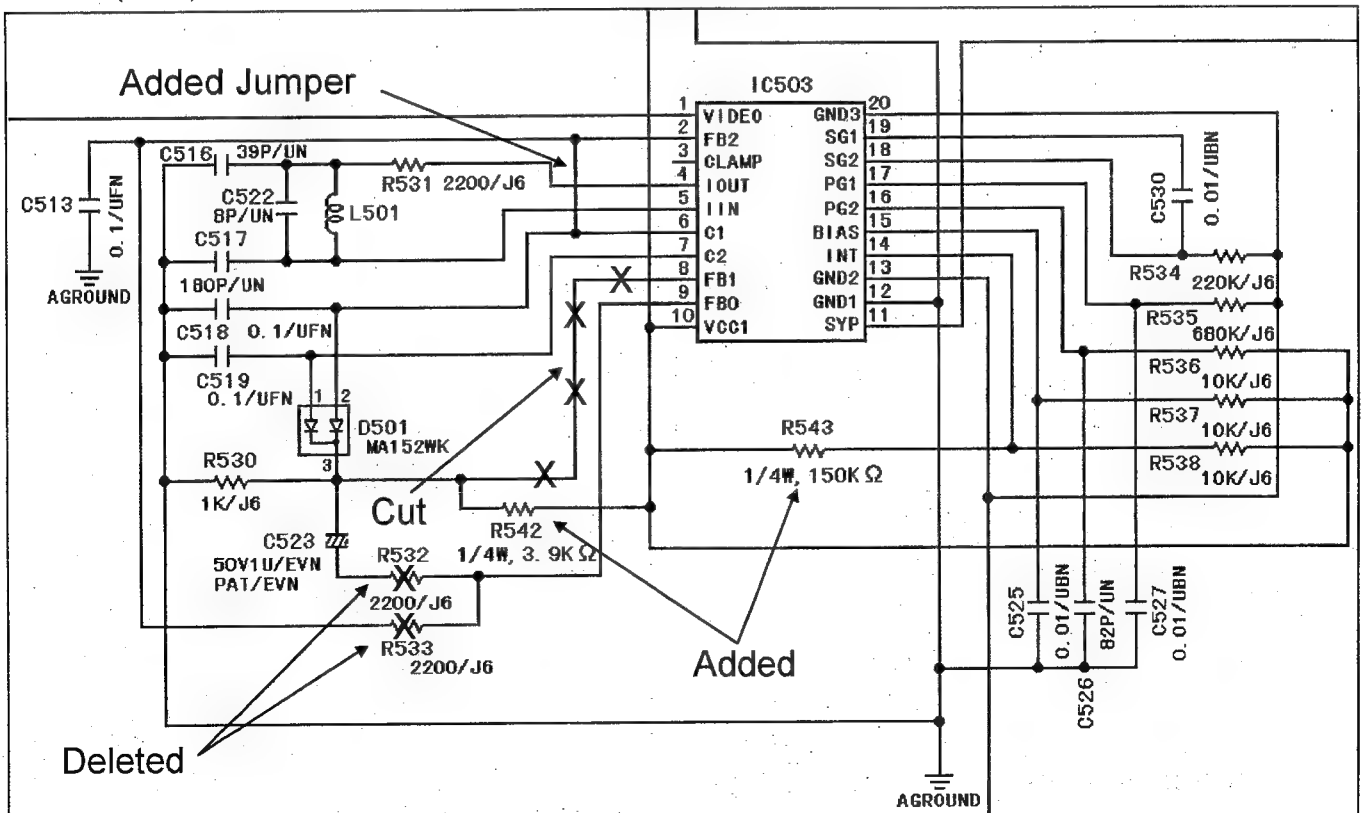 Added Jumper
IC503
1 VIDEO GND3 20
2 FB2 SG1 19
3 CLAMP SG2 18
4 IOUT PG1 17
5 IIN PG2 16
6 C1 BIAS 15
7 C2 INT 14
8 FB1 GND2 13
9 FB0 GND1 12
10 VCC1 SYP 11
C516 39P/UN
R531 2200/J6
C522
8P/UN
L501
C513
0.1/UFN
AGROUND
C517
180P/UN
C518 0.1/UFN
C519
0.1/UFN
1 2
D501
MA152WK
3
R530
1K/J6
Cut
C523
50V1U/EVN
PAT/EVN
R542
1/4W, 3.9KΩ
R532
2200/J6
R533
2200/J6
Deleted
R543
1/4W, 150KΩ
Added
C530
0.01/UBN
R534
220K/J6
R535
680K/J6
R536
10K/J6
R537
10K/J6
R538
10K/J6
C525
0.01/UBN
C526
82P/UN
C527
0.01/UBN
AGROUND